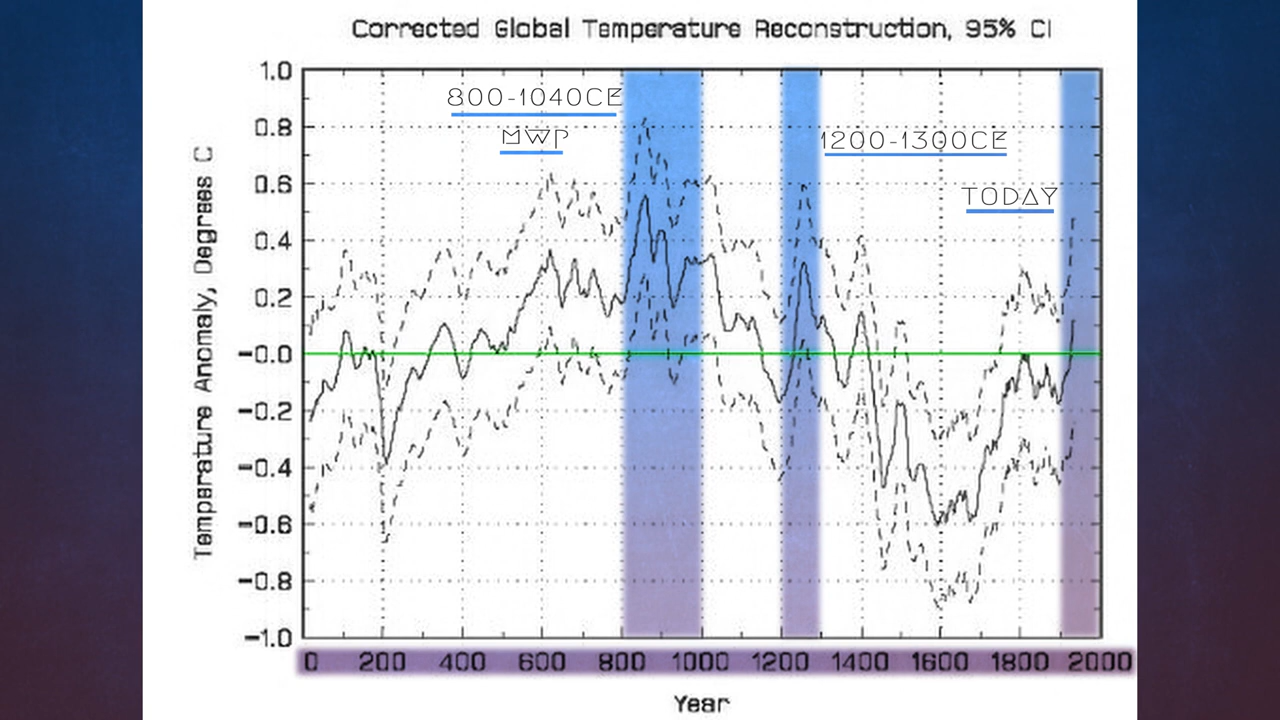 Corrected Global Temperature Reconstruction, 95% CI
1.0
0.8
0.6
0.4
0.2
-0.0
-0.2
-0.4
-0.6
-0.8
-1.0
Temperature Anomaly, Degrees C
800-1040CE
MWP
1200-1300CE
TODAY
0 200 400 600 800 1000 1200 1400 1600 1800 2000
Year